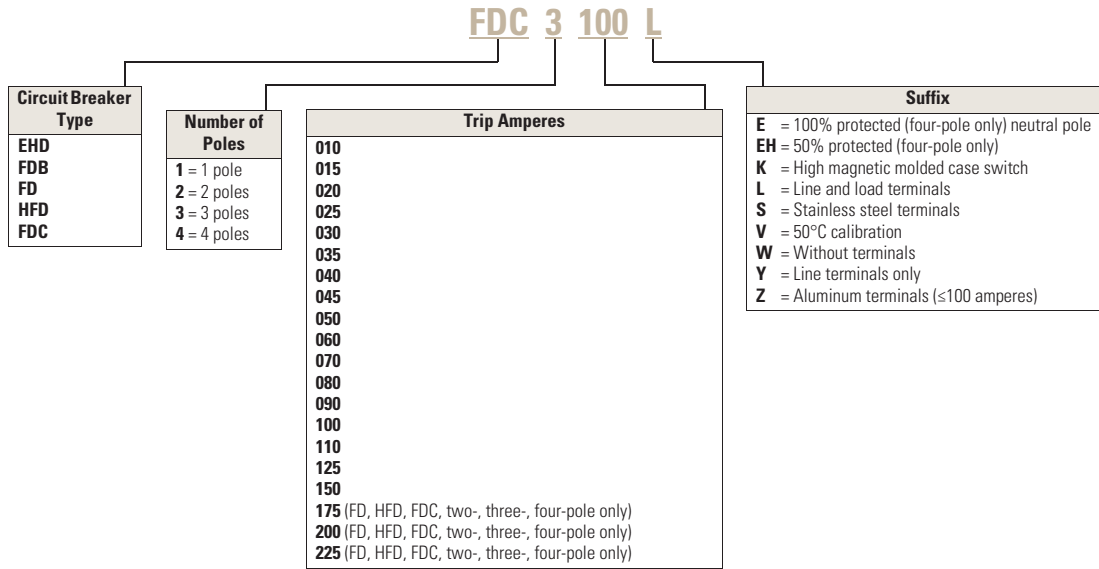 FDC 3 100 L
Circuit Breaker
Type
EHD
FDB
FD
HFD
FDC
Number of
Poles
1 = 1 pole
2 = 2 poles
3 = 3 poles
4 = 4 poles
Trip Amperes
010
015
020
025
030
035
040
045
050
060
070
080
090
100
110
125
150
175 (FD, HFD, FDC, two-, three-, four-pole only)
200 (FD, HFD, FDC, two-, three-, four-pole only)
225 (FD, HFD, FDC, two-, three-, four-pole only)
Suffix
E = 100% protected (four-pole only) neutral pole
EH = 50% protected (four-pole only)
K = High magnetic molded case switch
L = Line and load terminals
S = Stainless steel terminals
V = 50°C calibration
W = Without terminals
Y = Line terminals only
Z = Aluminum terminals (≤100 amperes)